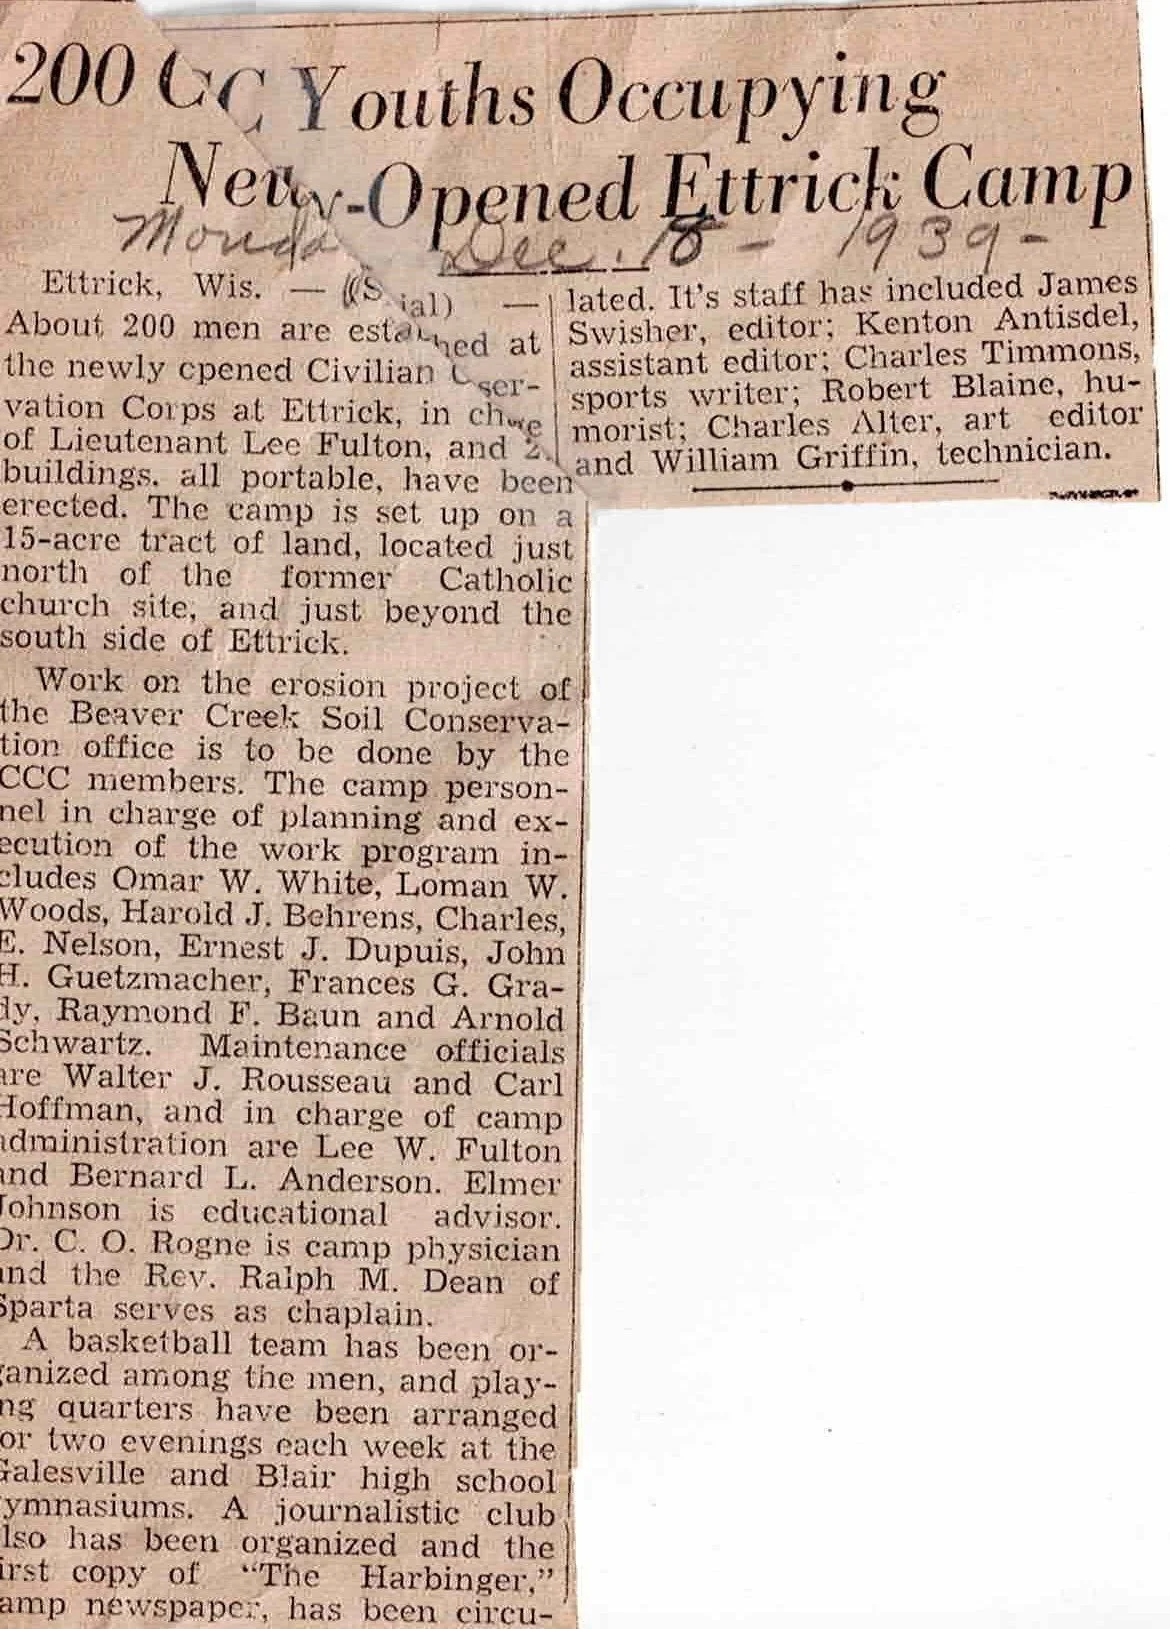 200 CC Youths Occupying
Newy-Opened Ettrick Camp
Monda Dec. 18 - 1939 -
Ettrick, Wis. — ial) —
About 200 men are hed at
the newly opened Civilian ser-
vation Corps at Ettrick, in
of Lieutenant Lee Fulton, and
buildings, all portable, have been
erected. The camp is set up on a
15-acre tract of land, located just
north of the former Catholic
church site, and just beyond the
south side of Ettrick.
Work on the erosion project of
the Beaver Creek Soil Conserva-
tion office is to be done by the
CCC members. The camp person-
nel in charge of planning and ex-
ecution of the work program in-
cludes Omar W. White, Loman W.
Woods, Harold J. Behrens, Charles,
E. Nelson, Ernest J. Dupuis, John
H. Guetzmacher, Frances G. Gra-
dy, Raymond F. Baun and Arnold
Schwartz. Maintenance officials
are Walter J. Rousseau and Carl
Hoffman, and in charge of camp
administration are Lee W. Fulton
and Bernard L. Anderson. Elmer
Johnson is educational advisor.
Dr. C. O. Rogne is camp physician
and the Rev. Ralph M. Dean of
Sparta serves as chaplain.
A basketball team has been or-
ganized among the men, and play-
ng quarters have been arranged
or two evenings each week at the
Galesville and Blair high school
ymnasiums. A journalistic club
lso has been organized and the
irst copy of "The Harbinger,"
amp newspaper, has been circu-
lated. It's staff has included James
Swisher, editor; Kenton Antisdel,
assistant editor; Charles Timmons,
sports writer; Robert Blaine, hu-
morist; Charles Alter, art editor
and William Griffin, technician.